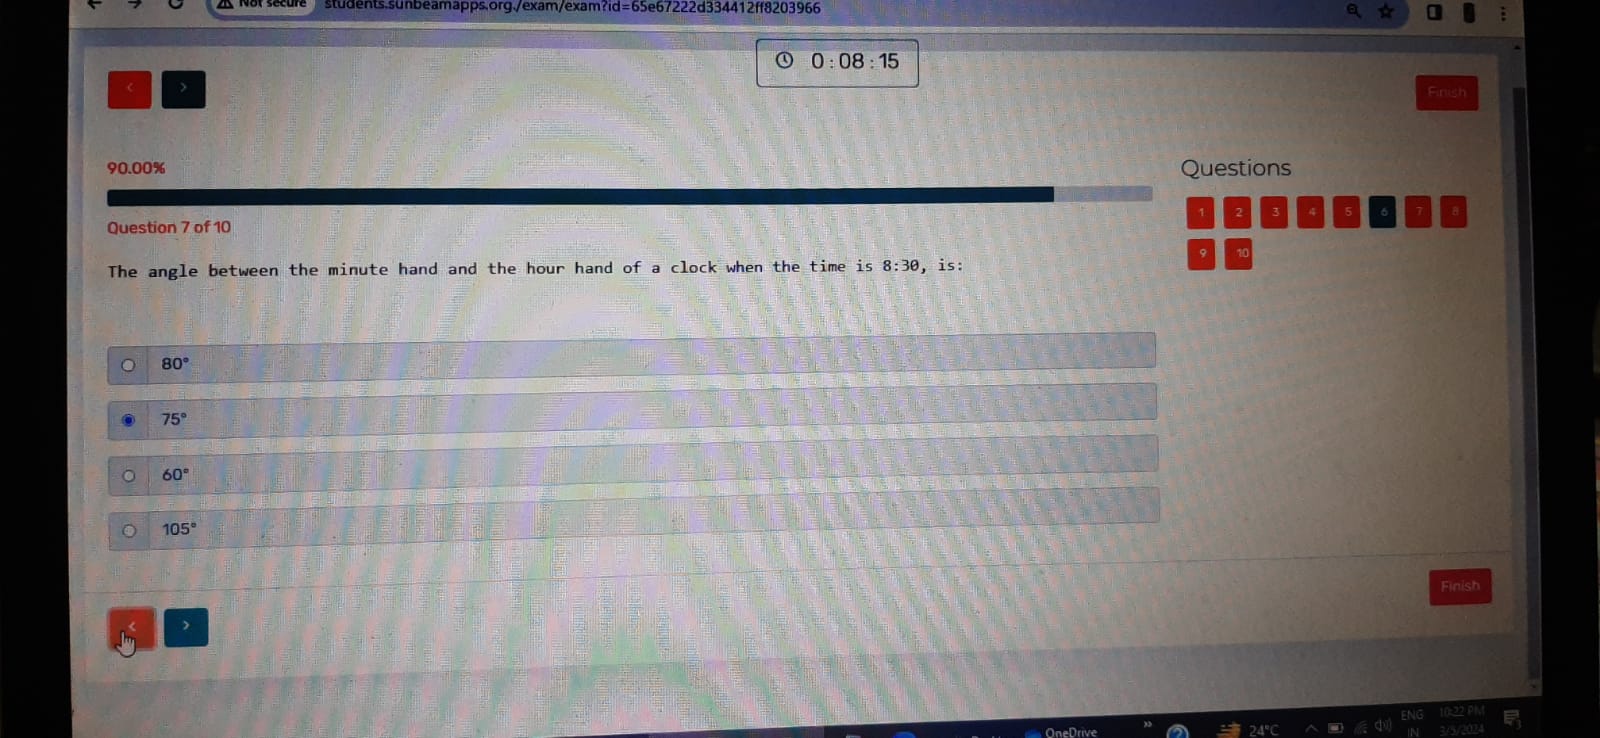 Not secure students.sunbeamapps.org./exam/exam?id=65e67222d334412ff8203966
0 : 08 : 15
< >
Finish
90.00%
Questions
1 2 3 4 5 6 7 8
9 10
Question 7 of 10
The angle between the minute hand and the hour hand of a clock when the time is 8:30, is:
80°
75°
60°
105°
Finish
< >
OneDrive
24°C
ENG
IN
10:22 PM
3/5/2024